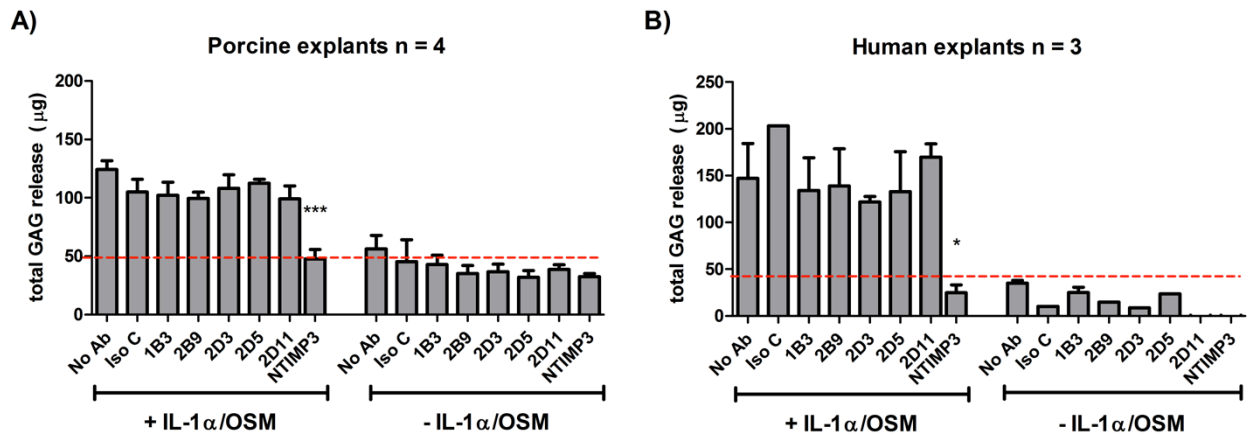 A)
Porcine explants n = 4
total GAG release ( µg)
200
150
100
50
0
***
No Ab
Iso C
1B3
2B9
2D3
2D5
2D11
NTIMP3
No Ab
Iso C
1B3
2B9
2D3
2D5
2D11
NTIMP3
+ IL-1α/OSM
- IL-1α/OSM
B)
Human explants n = 3
total GAG release ( µg)
250
200
150
100
50
0
*
No Ab
Iso C
1B3
2B9
2D3
2D5
2D11
NTIMP3
No Ab
Iso C
1B3
2B9
2D3
2D5
2D11
NTIMP3
+ IL-1α/OSM
- IL-1α/OSM